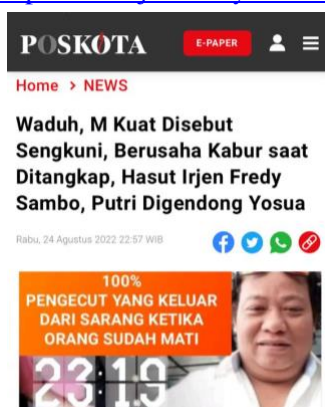 POSKOTA
E-PAPER
Home > NEWS
Waduh, M Kuat Disebut
Sengkuni, Berusaha Kabur saat
Ditangkap, Hasut Irjen Fredy
Sambo, Putri Digendong Yosua
Rabu, 24 Agustus 2022 22:57 WIB
100%
PENGECUT YANG KELUAR
DARI SARANG KETIKA
ORANG SUDAH MATI
23 19